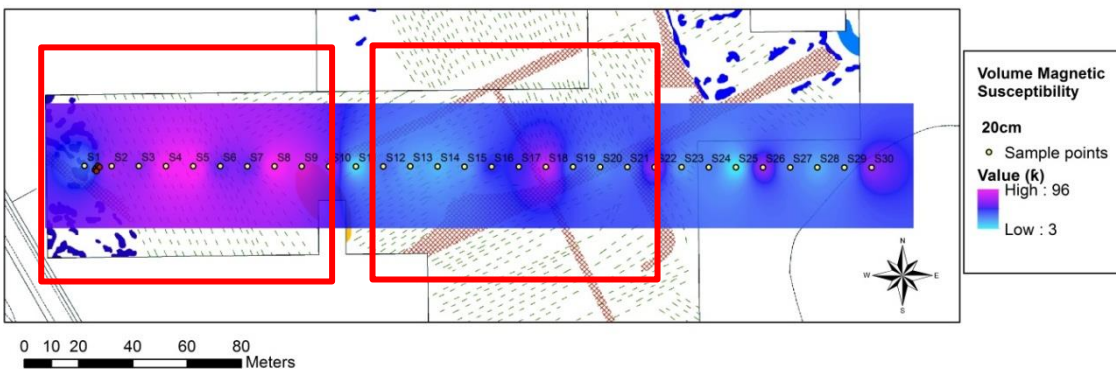 S1 S2 S3 S4 S5 S6 S7 S8 S9 S10 S1 S12 S13 S14 S15 S16 S17 S18 S19 S20 S21 S22 S23 S24 S25 S26 S27 S28 S29 S30
N
W E
S
Volume Magnetic
Susceptibility
20cm
Sample points
Value (ƙ)
High : 96
Low : 3
0 10 20 40 60 80
Meters